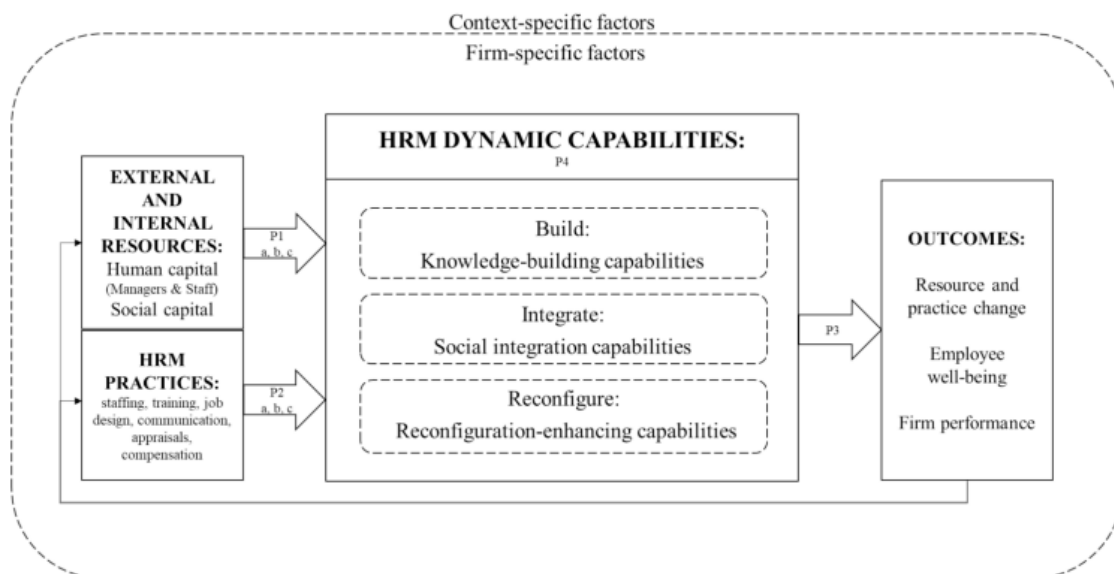 Context-specific factors
Firm-specific factors
EXTERNAL
AND
INTERNAL
RESOURCES:
Human capital
(Managers & Staff)
Social capital
HRM
PRACTICES:
staffing, training, job
design, communication,
appraisals,
compensation
P1
a, b, c
P2
a, b, c
HRM DYNAMIC CAPABILITIES:
P4
Build:
Knowledge-building capabilities
Integrate:
Social integration capabilities
Reconfigure:
Reconfiguration-enhancing capabilities
P3
OUTCOMES:
Resource and
practice change
Employee
well-being
Firm performance